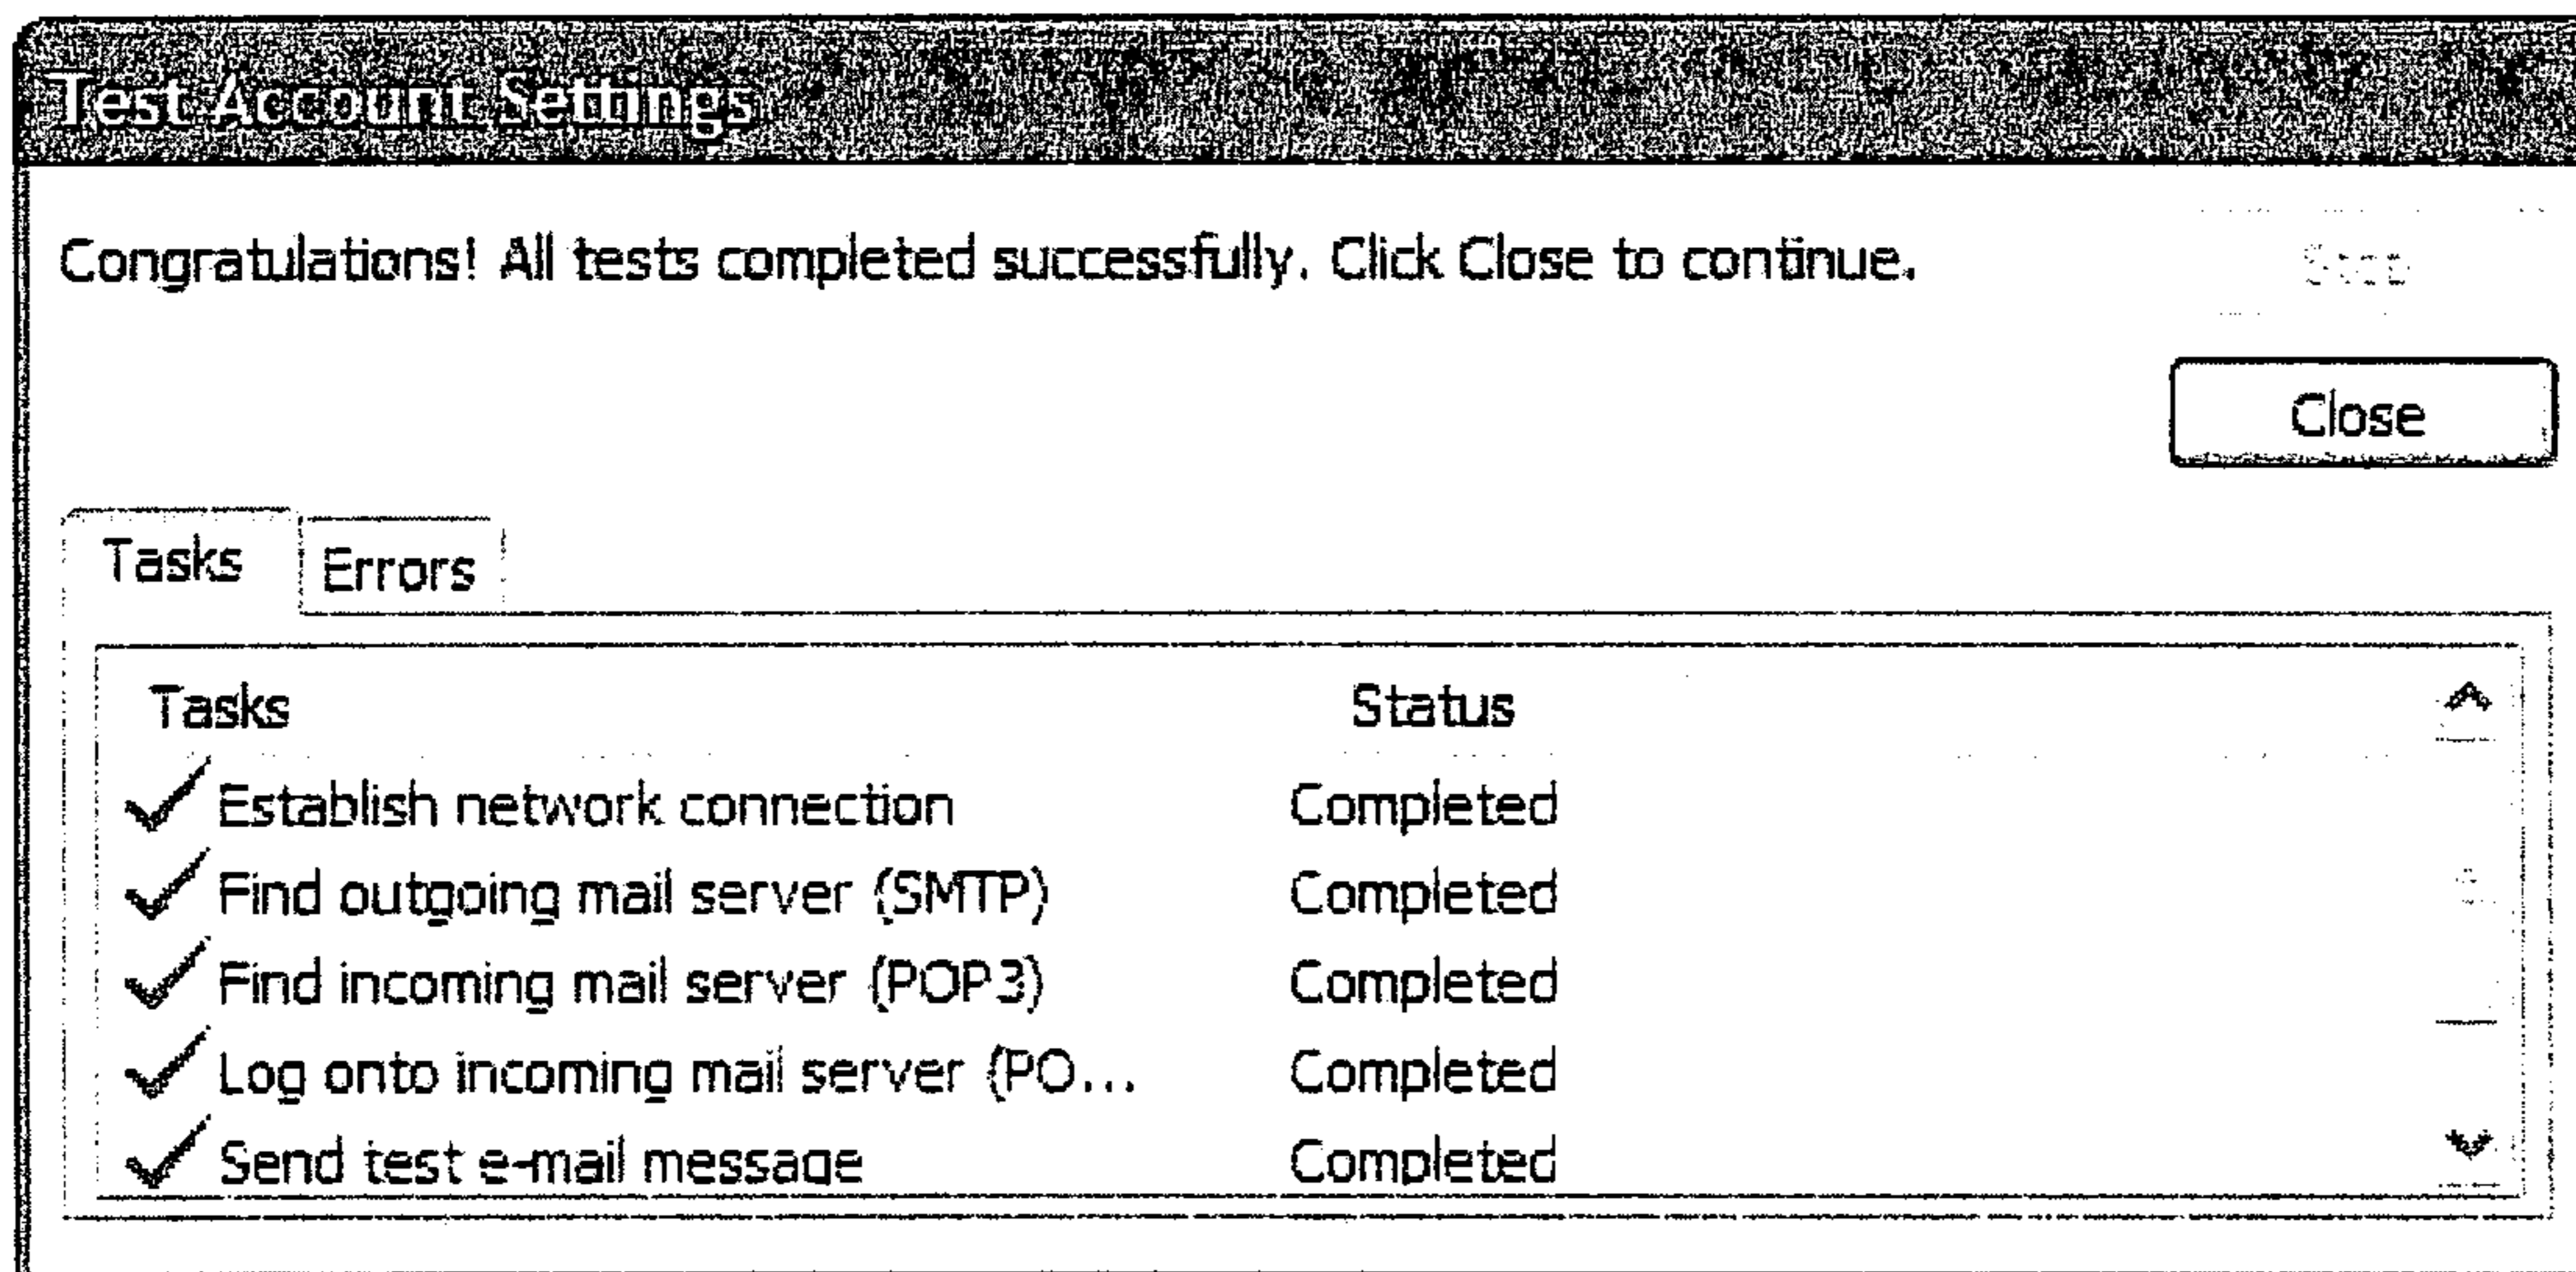 Test Account Settings
Congratulations! All tests completed successfully. Click Close to continue.
Stop
Close
Tasks Errors
Tasks Status
Establish network connection Completed
Find outgoing mail server (SMTP) Completed
Find incoming mail server (POP3) Completed
Log onto incoming mail server (PO... Completed
Send test e-mail message Completed